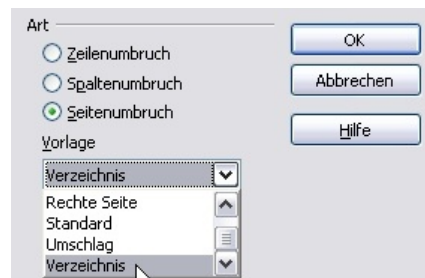 Art
Zeilenumbruch
Spaltenumbruch
Seitenumbruch
Vorlage
Verzeichnis
Rechte Seite
Standard
Umschlag
Verzeichnis
OK
Abbrechen
Hilfe